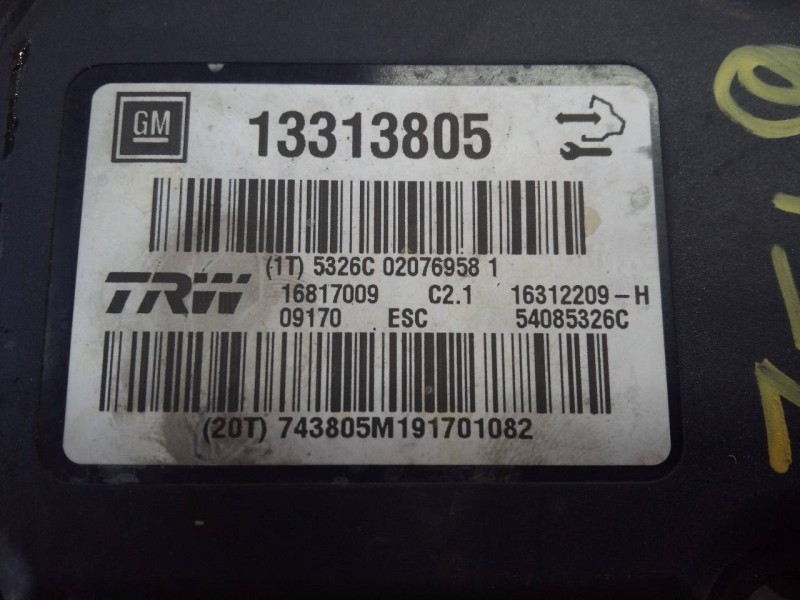 GM 13313805
(1T) 5326C 02076958 1
TRW 16817009 C2.1 16312209-H
09170 ESC 54085326C
(20T) 743805M191701082